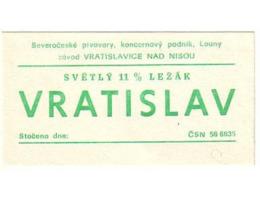 Severočeské pivovary, koncernový podnik, Louny
závod VRATISLAVICE NAD NISOU
SVĚTLÝ 11 % LEŽÁK
VRATISLAV
Stočeno dne: ČSN 56 6635